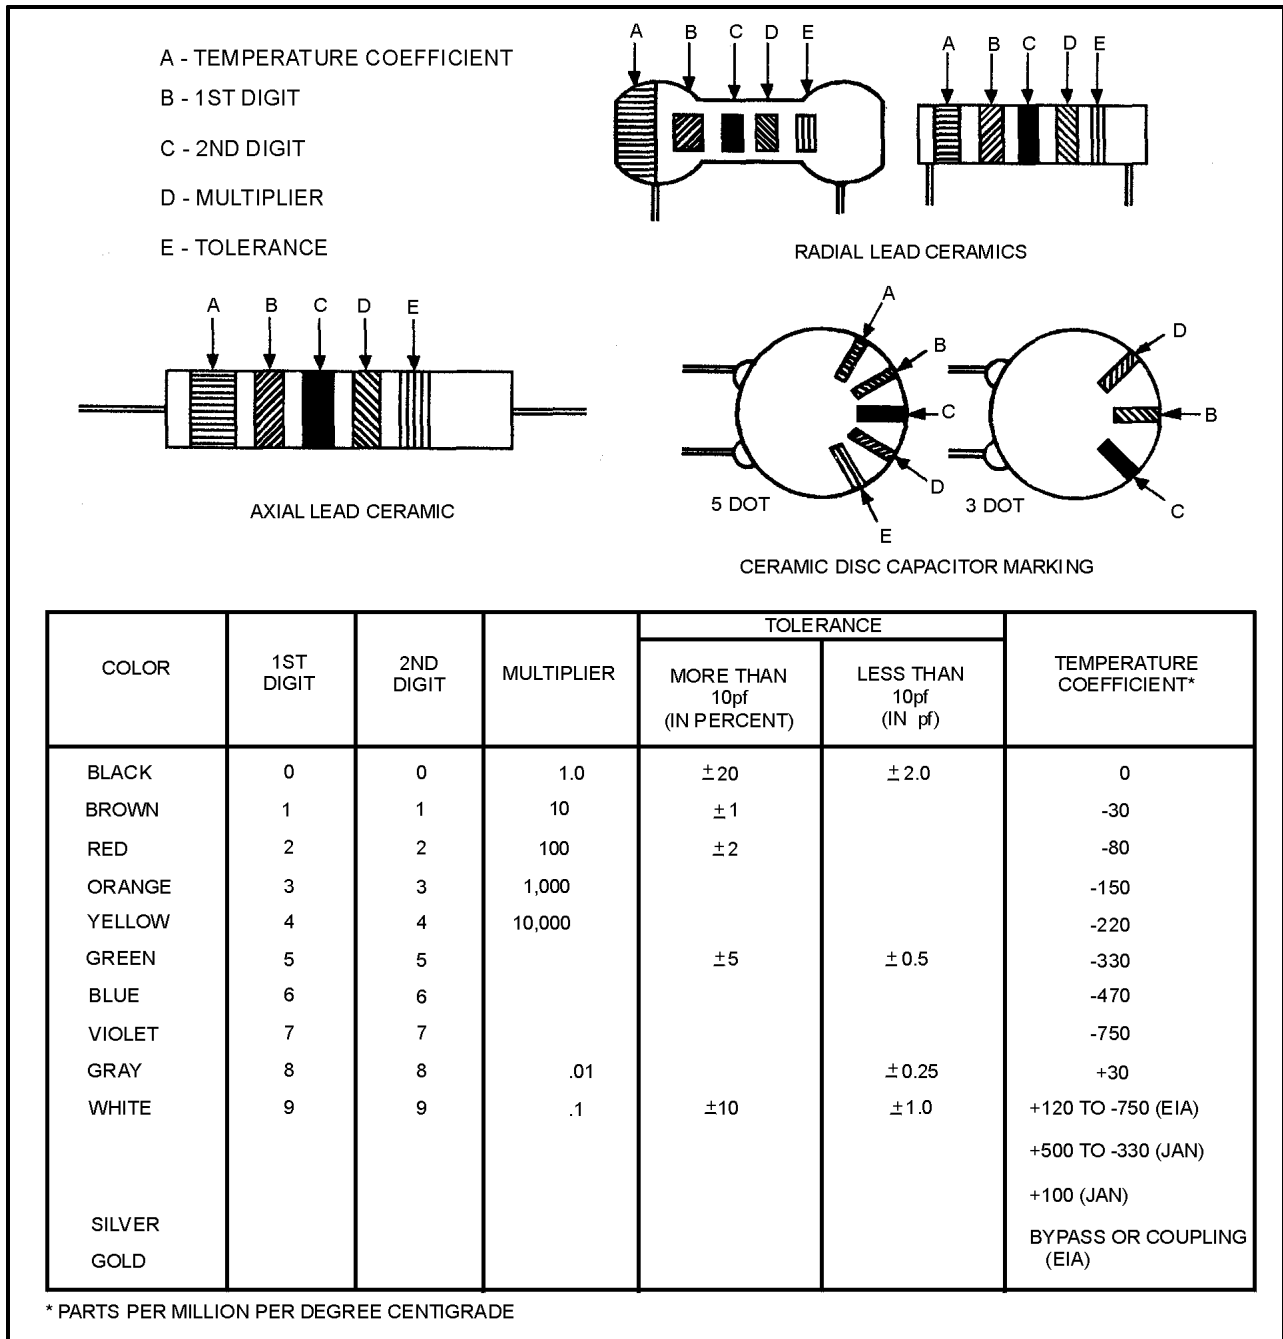 A - TEMPERATURE COEFFICIENT
B - 1ST DIGIT
C - 2ND DIGIT
D - MULTIPLIER
E - TOLERANCE
A B C D E
A B C D E
RADIAL LEAD CERAMICS
A B C D E
AXIAL LEAD CERAMIC
A
B
C
D
E
5 DOT
D
B
C
3 DOT
CERAMIC DISC CAPACITOR MARKING
COLOR
1ST
DIGIT
2ND
DIGIT
MULTIPLIER
TOLERANCE
MORE THAN
10pf
(IN PERCENT)
LESS THAN
10pf
(IN pf)
TEMPERATURE
COEFFICIENT*
BLACK 0 0 1.0 ±20 ±2.0 0
BROWN 1 1 10 ±1 -30
RED 2 2 100 ±2 -80
ORANGE 3 3 1,000 -150
YELLOW 4 4 10,000 -220
GREEN 5 5 ±5 ±0.5 -330
BLUE 6 6 -470
VIOLET 7 7 -750
GRAY 8 8 .01 ±0.25 +30
WHITE 9 9 .1 ±10 ±1.0 +120 TO -750 (EIA)
+500 TO -330 (JAN)
+100 (JAN)
SILVER
BYPASS OR COUPLING
(EIA)
GOLD
* PARTS PER MILLION PER DEGREE CENTIGRADE